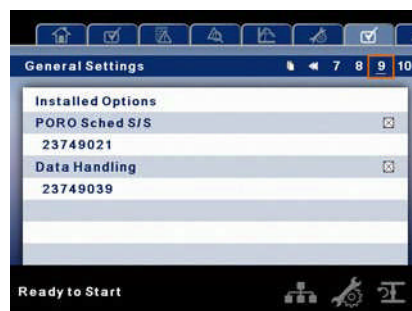 General Settings 7 8 9 10
Installed Options
PORO Sched S/S
23749021
Data Handling
23749039
Ready to Start